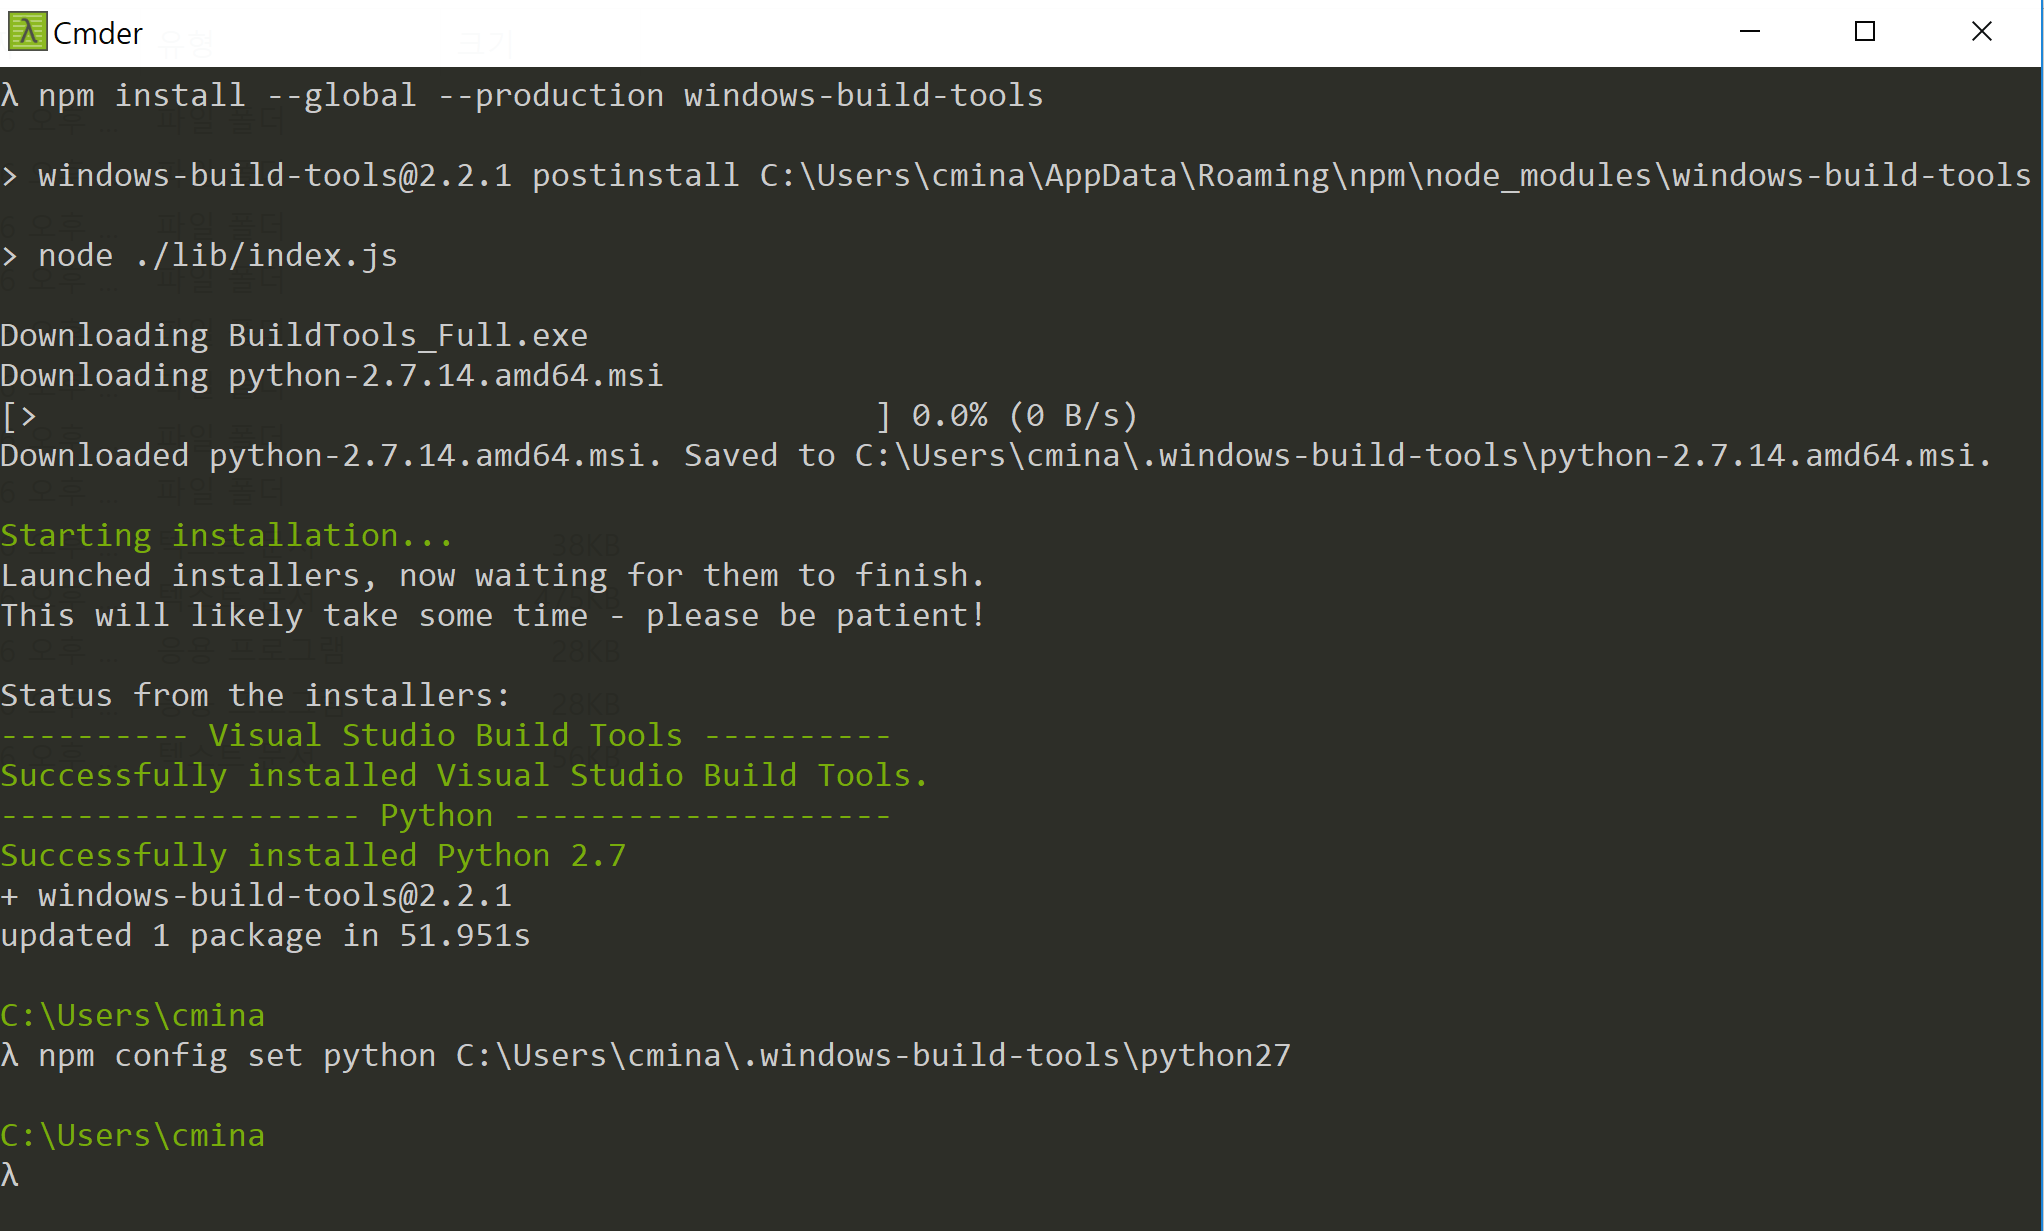 Cmder
λ npm install --global --production windows-build-tools
> windows-build-tools@2.2.1 postinstall C:\Users\cmina\AppData\Roaming\npm\node_modules\windows-build-tools
> node ./lib/index.js
Downloading BuildTools_Full.exe
Downloading python-2.7.14.amd64.msi
[> ] 0.0% (0 B/s)
Downloaded python-2.7.14.amd64.msi. Saved to C:\Users\cmina\.windows-build-tools\python-2.7.14.amd64.msi.
Starting installation...
Launched installers, now waiting for them to finish.
This will likely take some time - please be patient!
Status from the installers:
---------- Visual Studio Build Tools ----------
Successfully installed Visual Studio Build Tools.
------------------- Python --------------------
Successfully installed Python 2.7
+ windows-build-tools@2.2.1
updated 1 package in 51.951s
C:\Users\cmina
λ npm config set python C:\Users\cmina\.windows-build-tools\python27
C:\Users\cmina
λ